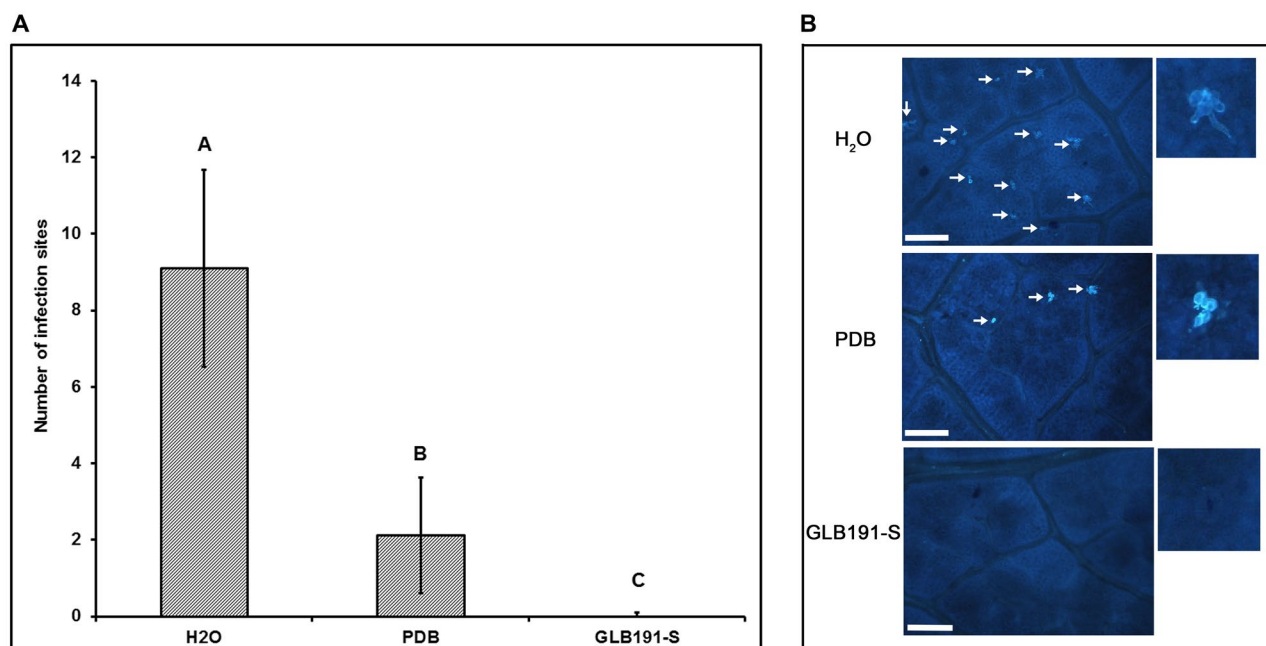 A
B
Number of infection sites
14
12
10
8
6
4
2
0
A
B
C
H2O
PDB
GLB191-S
H₂O
PDB
GLB191-S